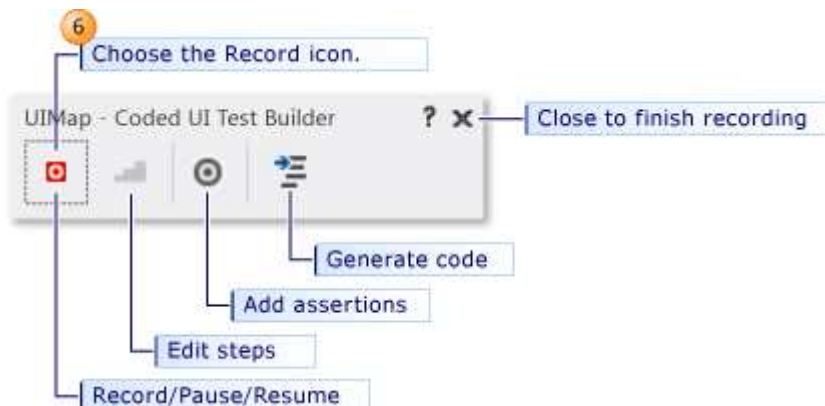 6
Choose the Record icon.
UIMap - Coded UI Test Builder ? X
Close to finish recording
Generate code
Add assertions
Edit steps
Record/Pause/Resume